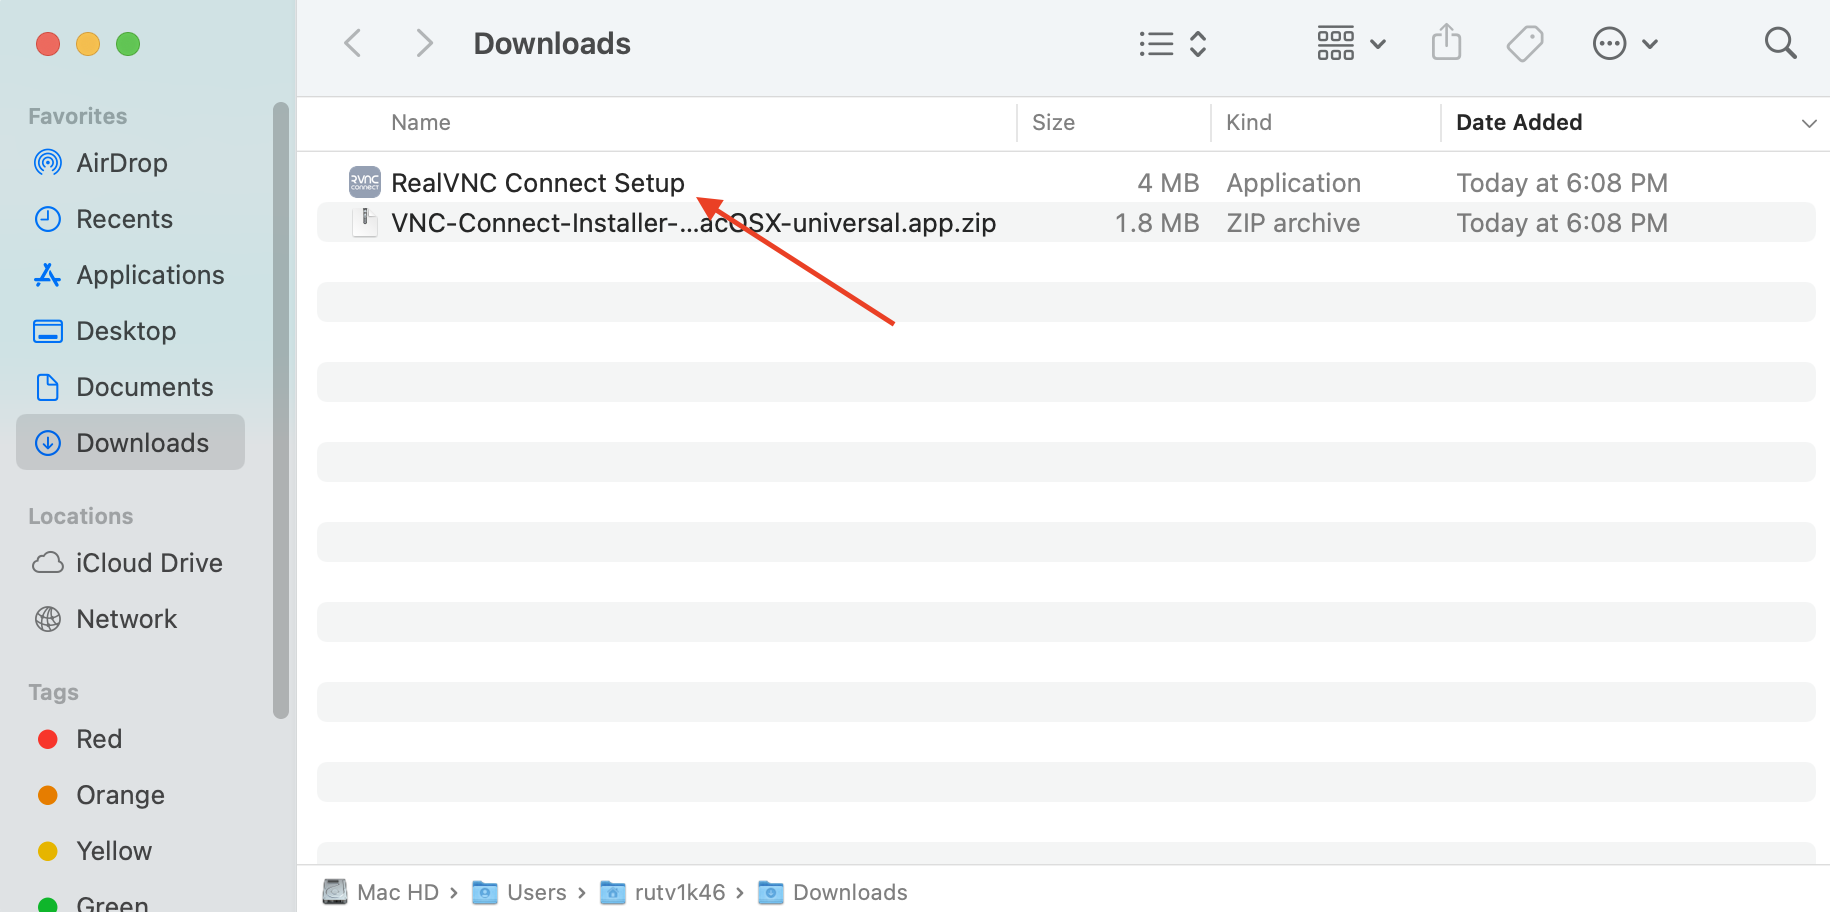 Downloads
Favorites
AirDrop
Recents
Applications
Desktop
Documents
Downloads
Locations
iCloud Drive
Network
Tags
Red
Orange
Yellow
Green
Name Size Kind Date Added
RVNC CONNECT RealVNC Connect Setup 4 MB Application Today at 6:08 PM
VNC-Connect-Installer-...acOSX-universal.app.zip 1.8 MB ZIP archive Today at 6:08 PM
Mac HD › Users › rutv1k46 › Downloads